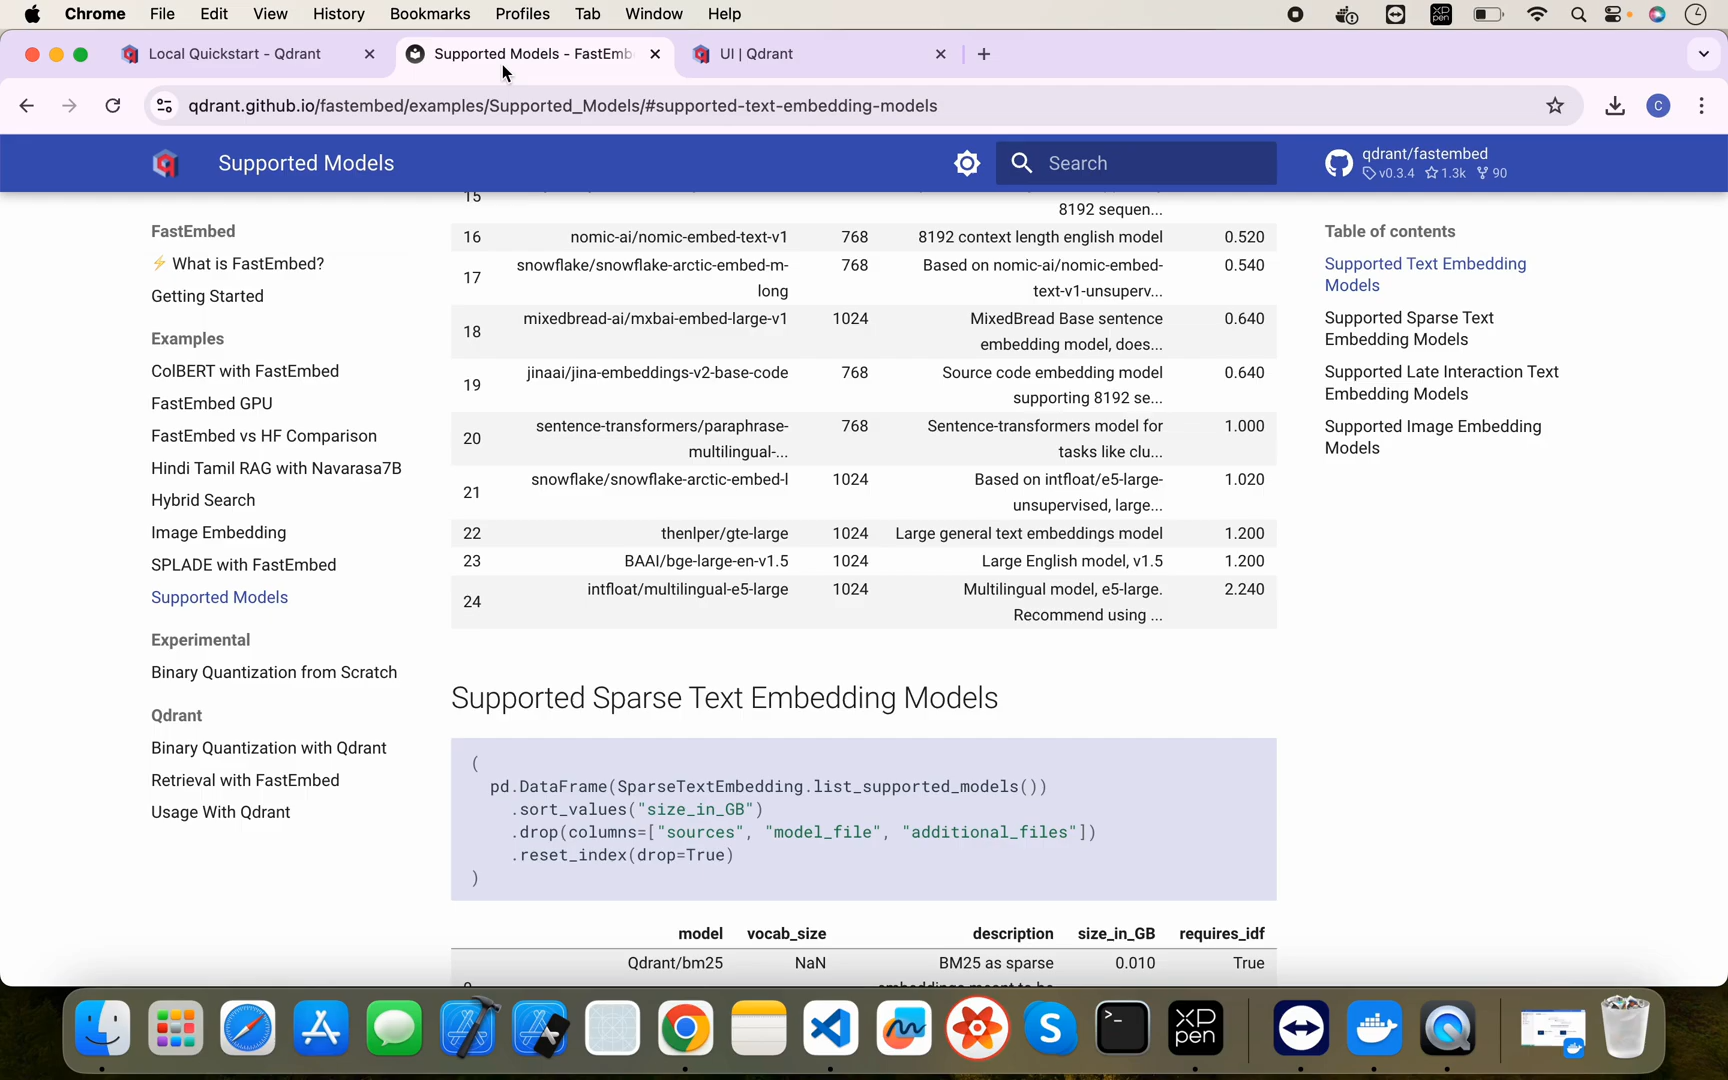 Chrome File Edit View History Bookmarks Profiles Tab Window Help
Local Quickstart - Qdrant
Supported Models - FastEmb
UI | Qdrant
qdrant.github.io/fastembed/examples/Supported_Models/#supported-text-embedding-models
C
Supported Models
Search
qdrant/fastembed
v0.3.4 1.3k 90
FastEmbed
⚡ What is FastEmbed?
Getting Started
Examples
ColBERT with FastEmbed
FastEmbed GPU
FastEmbed vs HF Comparison
Hindi Tamil RAG with Navarasa7B
Hybrid Search
Image Embedding
SPLADE with FastEmbed
Supported Models
Experimental
Binary Quantization from Scratch
Qdrant
Binary Quantization with Qdrant
Retrieval with FastEmbed
Usage With Qdrant
15
8192 sequen...
16 nomic-ai/nomic-embed-text-v1 768 8192 context length english model 0.520
17 snowflake/snowflake-arctic-embed-m- 768 Based on nomic-ai/nomic-embed- 0.540
long text-v1-unsuperv...
18 mixedbread-ai/mxbai-embed-large-v1 1024 MixedBread Base sentence 0.640
embedding model, does...
19 jinaai/jina-embeddings-v2-base-code 768 Source code embedding model 0.640
supporting 8192 se...
20 sentence-transformers/paraphrase- 768 Sentence-transformers model for 1.000
multilingual-... tasks like clu...
21 snowflake/snowflake-arctic-embed-l 1024 Based on intfloat/e5-large- 1.020
unsupervised, large...
22 thenlper/gte-large 1024 Large general text embeddings model 1.200
23 BAAI/bge-large-en-v1.5 1024 Large English model, v1.5 1.200
24 intfloat/multilingual-e5-large 1024 Multilingual model, e5-large. 2.240
Recommend using ...
Supported Sparse Text Embedding Models
(
pd.DataFrame(SparseTextEmbedding.list_supported_models())
.sort_values("size_in_GB")
.drop(columns=["sources", "model_file", "additional_files"])
.reset_index(drop=True)
)
model vocab_size description size_in_GB requires_idf
Qdrant/bm25 NaN BM25 as sparse 0.010 True
Table of contents
Supported Text Embedding
Models
Supported Sparse Text
Embedding Models
Supported Late Interaction Text
Embedding Models
Supported Image Embedding
Models
XP
PEN